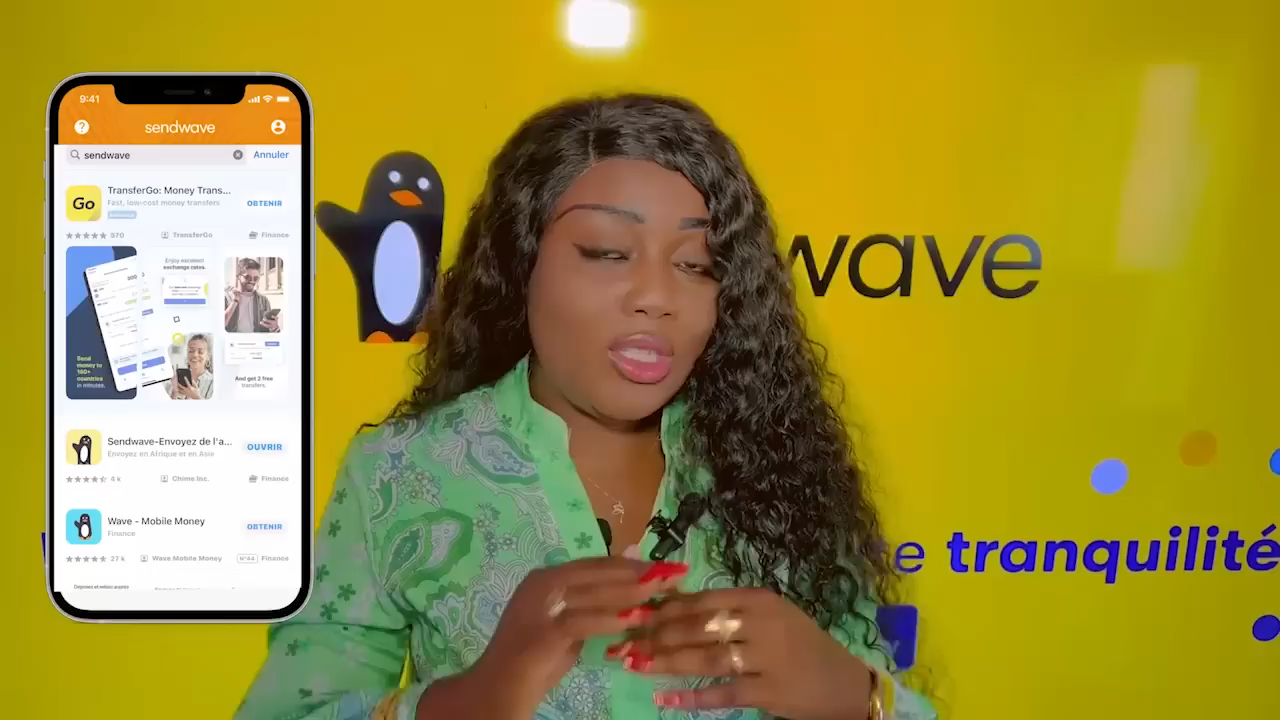 9:41
sendwave
sendwave
Annuler
Go
TransferGo: Money Trans...
Fast, low-cost money transfers
OBTENIR
570
TransferGo
Finance
Enjoy excellent
exchange rates.
Send
money to
160+
countries
in minutes.
And get 2 free
transfers.
Sendwave-Envoyez de l'a...
Envoyez en Afrique et en Asie
OUVRIR
4 k
Chime Inc.
Finance
Wave - Mobile Money
Finance
OBTENIR
27 k
Wave Mobile Money
N°44
Finance
wave
e tranquilité